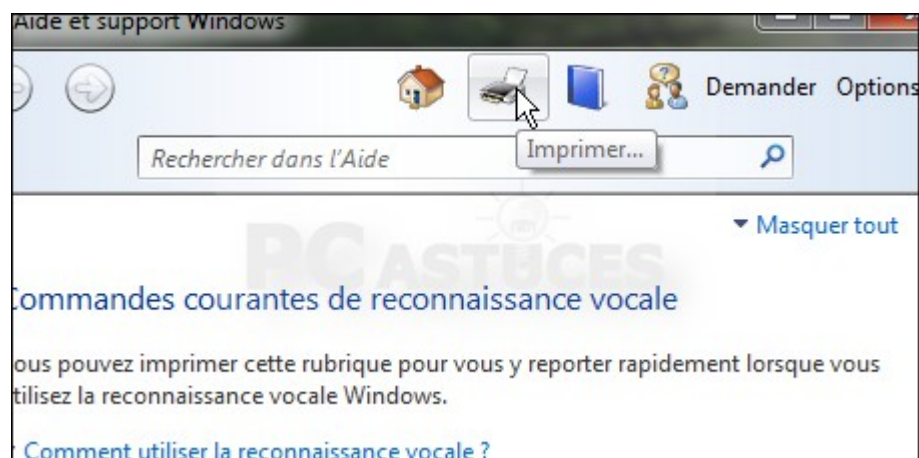 Aide et support Windows
Demander Options
Rechercher dans l'Aide
Imprimer...
Masquer tout
PC ASTUCES
Commandes courantes de reconnaissance vocale
ous pouvez imprimer cette rubrique pour vous y reporter rapidement lorsque vous
tilisez la reconnaissance vocale Windows.
Comment utiliser la reconnaissance vocale ?